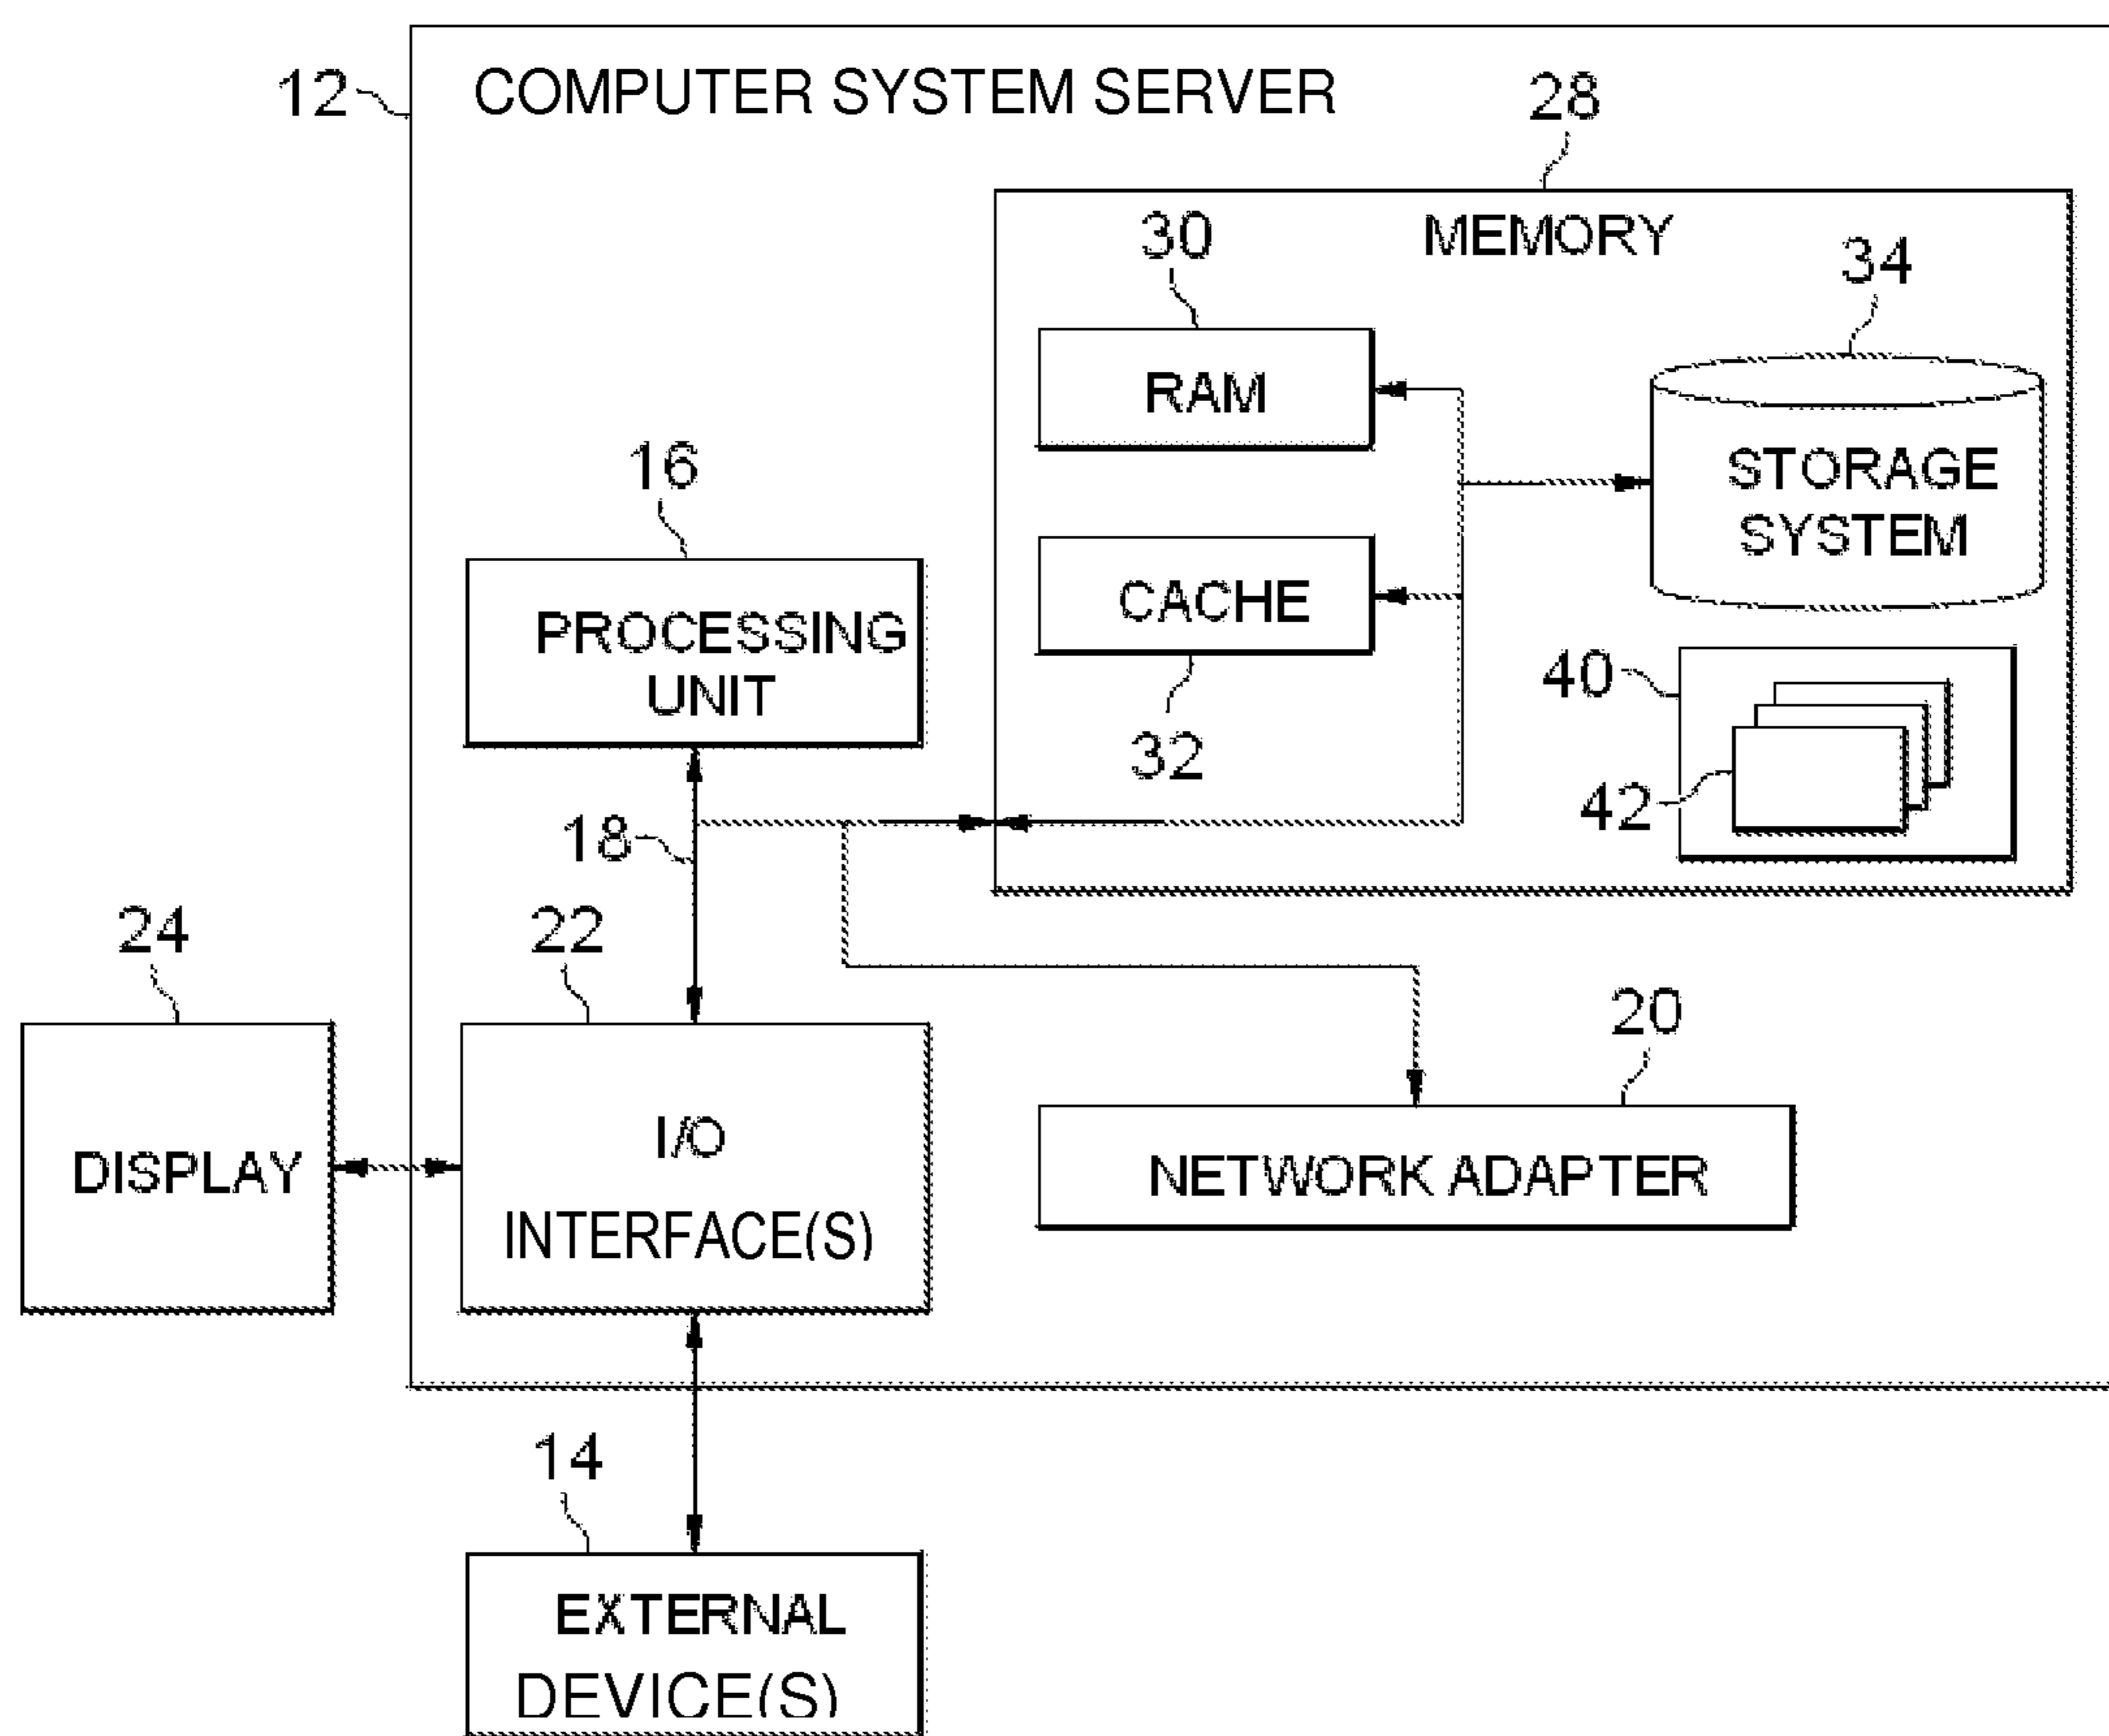 12
COMPUTER SYSTEM SERVER
28
MEMORY
30
34
RAM
STORAGE
SYSTEM
16
PROCESSING
UNIT
CACHE
32
40
42
18
24
22
20
DISPLAY
I/O
INTERFACE(S)
NETWORK ADAPTER
14
EXTERNAL
DEVICE(S)